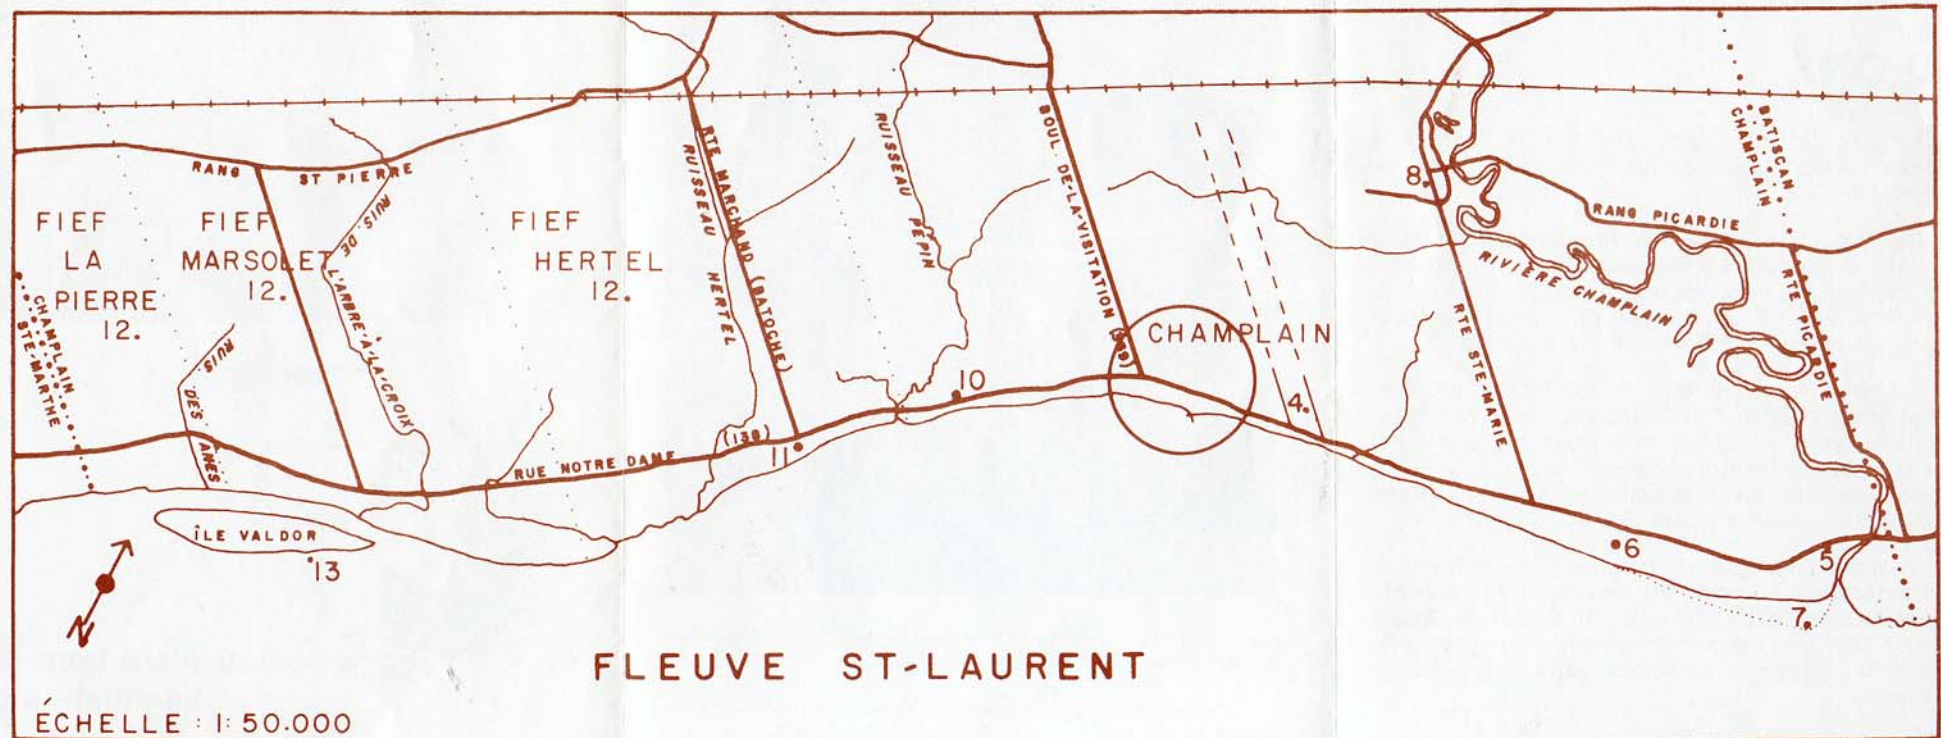 RANG ST PIERRE
FIEF
LA
PIERRE
12.
FIEF
MARSOLET
12.
RUIS. DE L'ARBRE-À-LA-CROIX
FIEF
HERTEL
12.
CHAMPLAIN
STE-MARTHE
RUIS DES ANES
RTE MARCHAND (BATOCHE)
RUISSEAU HERTEL
RUISSEAU PEPIN
BOUL. DE-LA-VISITATION
CHAMPLAIN
4.
8.
RANG PICARDIE
RIVIÈRE CHAMPLAIN
BATISCAN
CHAMPLAIN
RTE PICARDIE
RTE STE-MARIE
10
11
(138)
RUE NOTRE DAME
ÎLE VALDOR
13
6
5
7.
N
FLEUVE ST-LAURENT
ÉCHELLE : 1: 50.000